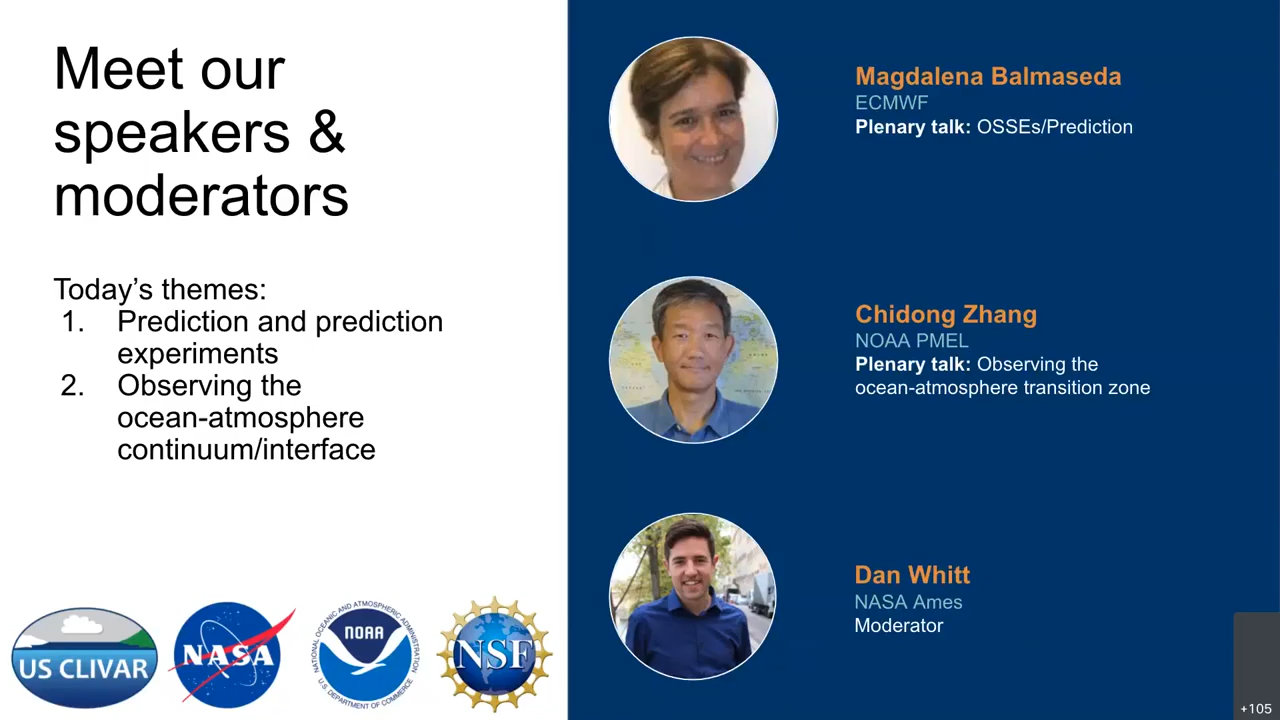 Meet our
speakers &
moderators
Today’s themes:
1. Prediction and prediction
experiments
2. Observing the
ocean-atmosphere
continuum/interface
US CLIVAR
NASA
NATIONAL OCEANIC AND ATMOSPHERIC ADMINISTRATION
NOAA
U.S. DEPARTMENT OF COMMERCE
NSF
Magdalena Balmaseda
ECMWF
Plenary talk: OSSEs/Prediction
Chidong Zhang
NOAA PMEL
Plenary talk: Observing the
ocean-atmosphere transition zone
Dan Whitt
NASA Ames
Moderator
+105